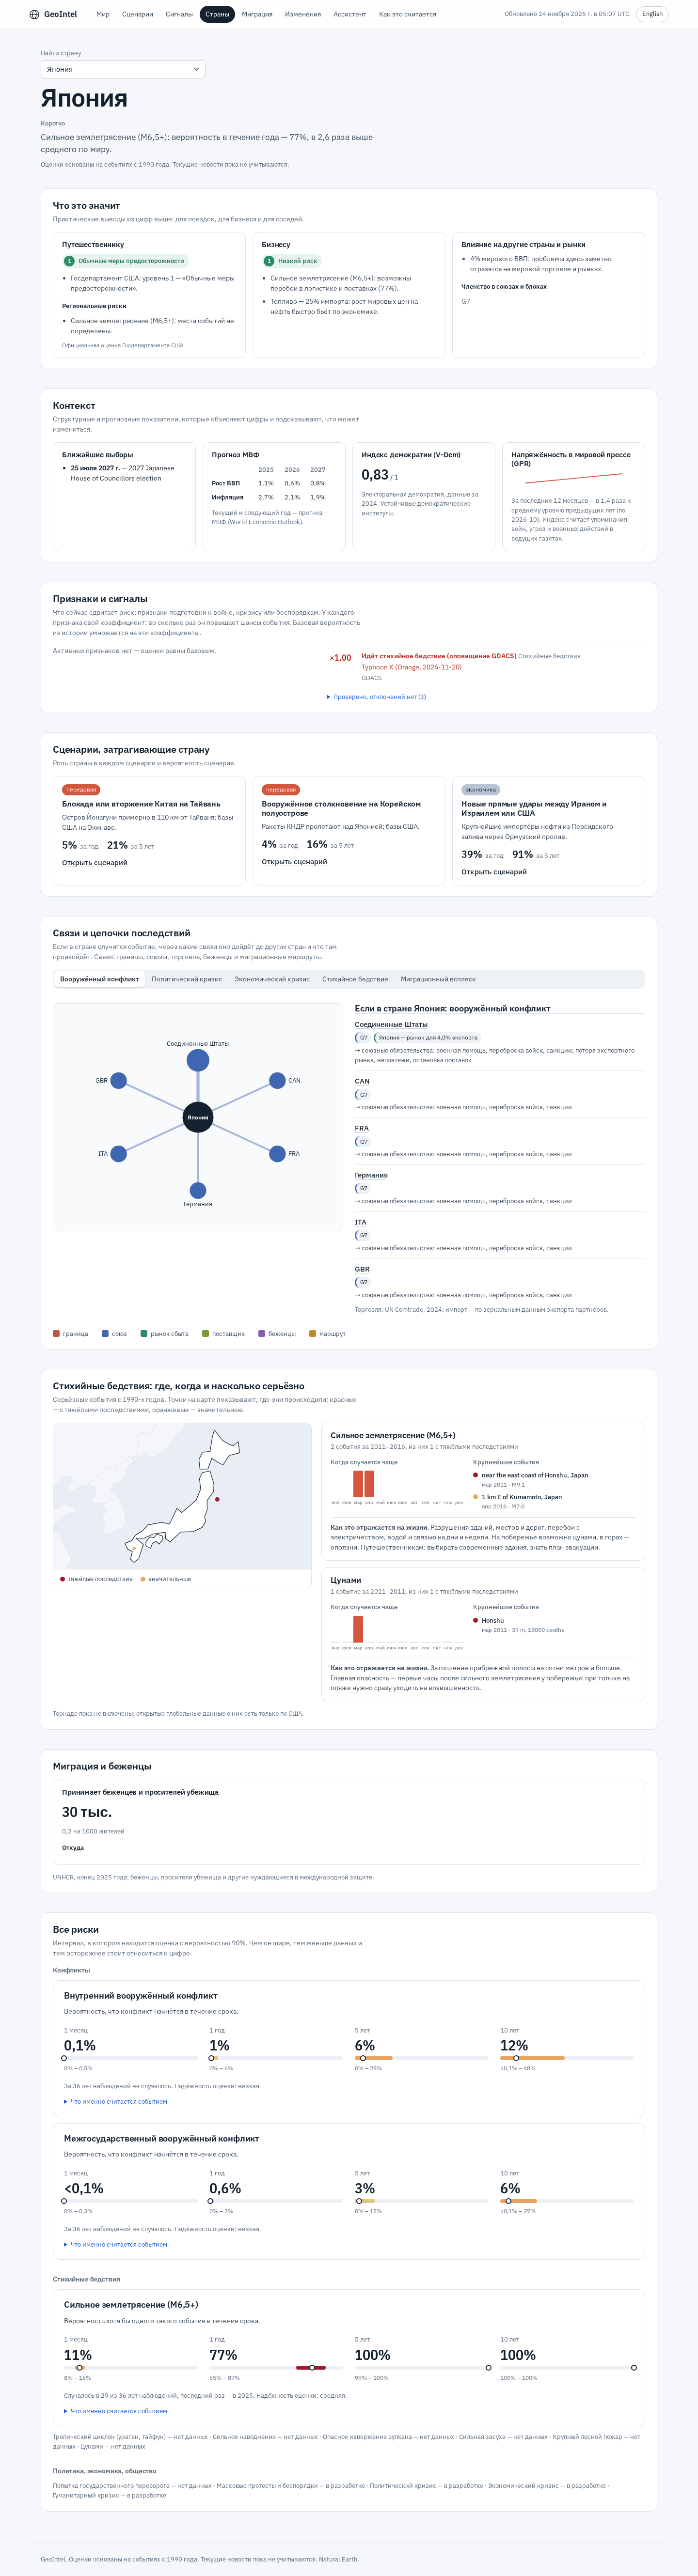 GeoIntel
Мир Сценарии Сигналы Страны Миграция Изменения Ассистент Как это считается
Обновлено 24 ноября 2026 г. в 05:07 UTC English
Найти страну
Япония
Япония
Коротко
Сильное землетрясение (M6,5+): вероятность в течение года — 77%, в 2,6 раза выше
среднего по миру.
Оценки основаны на событиях с 1990 года. Текущие новости пока не учитываются.
Что это значит
Практические выводы из цифр выше: для поездок, для бизнеса и для соседей.
Путешественнику
1 Обычные меры предосторожности
Госдепартамент США: уровень 1 — «Обычные меры
предосторожности».
Региональные риски
Сильное землетрясение (M6,5+): места событий не
определены.
Официальная оценка Госдепартамента США
Бизнесу
1 Низкий риск
Сильное землетрясение (M6,5+): возможны
перебои в логистике и поставках (77%).
Топливо — 25% импорта: рост мировых цен на
нефть быстро бьёт по экономике.
Влияние на другие страны и рынки
4% мирового ВВП: проблемы здесь заметно
отразятся на мировой торговле и рынках.
Членство в союзах и блоках
G7
Контекст
Структурные и прогнозные показатели, которые объясняют цифры и подсказывают, что может
измениться.
Ближайшие выборы
25 июля 2027 г. — 2027 Japanese
House of Councillors election
Прогноз МВФ
2025 2026 2027
Рост ВВП 1,1% 0,6% 0,8%
Инфляция 2,7% 2,1% 1,9%
Текущий и следующий год — прогноз
МВФ (World Economic Outlook).
Индекс демократии (V-Dem)
0,83 / 1
Электоральная демократия, данные за
2024. Устойчивые демократические
институты.
Напряжённость в мировой прессе
(GPR)
За последние 12 месяцев — в 1,4 раза к
среднему уровню предыдущих лет (по
2026-10). Индекс считает упоминания
войн, угроз и военных действий в
ведущих газетах.
Признаки и сигналы
Что сейчас сдвигает риск: признаки подготовки к войне, кризису или беспорядкам. У каждого
признака свой коэффициент: во сколько раз он повышает шансы события. Базовая вероятность
из истории умножается на эти коэффициенты.
Активных признаков нет — оценки равны базовым.
×1,00 Идёт стихийное бедствие (оповещение GDACS) Стихийные бедствия
Typhoon X (Orange, 2026-11-20)
GDACS
Проверено, отклонений нет (3)
Сценарии, затрагивающие страну
Роль страны в каждом сценарии и вероятность сценария.
передовая
Блокада или вторжение Китая на Тайвань
Остров Йонагуни примерно в 110 км от Тайваня; базы
США на Окинаве.
5% за год 21% за 5 лет
Открыть сценарий
передовая
Вооружённое столкновение на Корейском
полуострове
Ракеты КНДР пролетают над Японией; базы США.
4% за год 16% за 5 лет
Открыть сценарий
экономика
Новые прямые удары между Ираном и
Израилем или США
Крупнейшие импортёры нефти из Персидского
залива через Ормузский пролив.
39% за год 91% за 5 лет
Открыть сценарий
Связи и цепочки последствий
Если в стране случится событие, через какие связи оно дойдёт до других стран и что там
произойдёт. Связи: границы, союзы, торговля, беженцы и миграционные маршруты.
Вооружённый конфликт Политический кризис Экономический кризис Стихийное бедствие Миграционный всплеск
Соединенные Штаты
GBR
CAN
Япония
ITA
FRA
Германия
Если в стране Япония: вооружённый конфликт
Соединенные Штаты
G7 Япония — рынок для 4,0% экспорта
→ союзные обязательства: военная помощь, переброска войск, санкции; потеря экспортного
рынка, неплатежи, остановка поставок
CAN
G7
→ союзные обязательства: военная помощь, переброска войск, санкции
FRA
G7
→ союзные обязательства: военная помощь, переброска войск, санкции
Германия
G7
→ союзные обязательства: военная помощь, переброска войск, санкции
ITA
G7
→ союзные обязательства: военная помощь, переброска войск, санкции
GBR
G7
→ союзные обязательства: военная помощь, переброска войск, санкции
Торговля: UN Comtrade, 2024; импорт — по зеркальным данным экспорта партнёров.
граница союз рынок сбыта поставщик беженцы маршрут
Стихийные бедствия: где, когда и насколько серьёзно
Серьёзные события с 1990-х годов. Точки на карте показывают, где они происходили: красные
— с тяжёлыми последствиями, оранжевые — значительные.
тяжёлые последствия значительные
Сильное землетрясение (M6,5+)
2 события за 2011–2016, из них 1 с тяжёлыми последствиями
Когда случается чаще
янв фев мар апр май июн июл авг сен окт ноя дек
Крупнейшие события
near the east coast of Honshu, Japan
мар 2011 · M9.1
1 km E of Kumamoto, Japan
апр 2016 · M7.0
Как это отражается на жизни. Разрушения зданий, мостов и дорог, перебои с
электричеством, водой и связью на дни и недели. На побережье возможно цунами, в горах —
оползни. Путешественникам: выбирать современные здания, знать план эвакуации.
Цунами
1 событие за 2011–2011, из них 1 с тяжёлыми последствиями
Когда случается чаще
янв фев мар апр май июн июл авг сен окт ноя дек
Крупнейшие события
Honshu
мар 2011 · 39 m, 18000 deaths
Как это отражается на жизни. Затопление прибрежной полосы на сотни метров и больше.
Главная опасность — первые часы после сильного землетрясения у побережья: при толчке на
пляже нужно сразу уходить на возвышенность.
Торнадо пока не включены: открытые глобальные данные о них есть только по США.
Миграция и беженцы
Принимает беженцев и просителей убежища
30 тыс.
0,2 на 1000 жителей
Откуда
UNHCR, конец 2025 года: беженцы, просители убежища и другие нуждающиеся в международной защите.
Все риски
Интервал, в котором находится оценка с вероятностью 90%. Чем он шире, тем меньше данных и
тем осторожнее стоит относиться к цифре.
Конфликты
Внутренний вооружённый конфликт
Вероятность, что конфликт начнётся в течение срока.
1 месяц 1 год 5 лет 10 лет
0,1% 1% 6% 12%
0% – 0,5% 0% – 6% 0% – 28% <0,1% – 48%
За 36 лет наблюдений не случалось. Надёжность оценки: низкая.
Что именно считается событием
Межгосударственный вооружённый конфликт
Вероятность, что конфликт начнётся в течение срока.
1 месяц 1 год 5 лет 10 лет
<0,1% 0,6% 3% 6%
0% – 0,3% 0% – 3% 0% – 15% <0,1% – 27%
За 36 лет наблюдений не случалось. Надёжность оценки: низкая.
Что именно считается событием
Стихийные бедствия
Сильное землетрясение (M6,5+)
Вероятность хотя бы одного такого события в течение срока.
1 месяц 1 год 5 лет 10 лет
11% 77% 100% 100%
8% – 16% 65% – 87% 99% – 100% 100% – 100%
Случалось в 29 из 36 лет наблюдений, последний раз — в 2025. Надёжность оценки: средняя.
Что именно считается событием
Тропический циклон (ураган, тайфун) — нет данных · Сильное наводнение — нет данных · Опасное извержение вулкана — нет данных · Сильная засуха — нет данных · Крупный лесной пожар — нет
данных · Цунами — нет данных
Политика, экономика, общество
Попытка государственного переворота — нет данных · Массовые протесты и беспорядки — в разработке · Политический кризис — в разработке · Экономический кризис — в разработке ·
Гуманитарный кризис — в разработке
GeoIntel. Оценки основаны на событиях с 1990 года. Текущие новости пока не учитываются. Natural Earth.